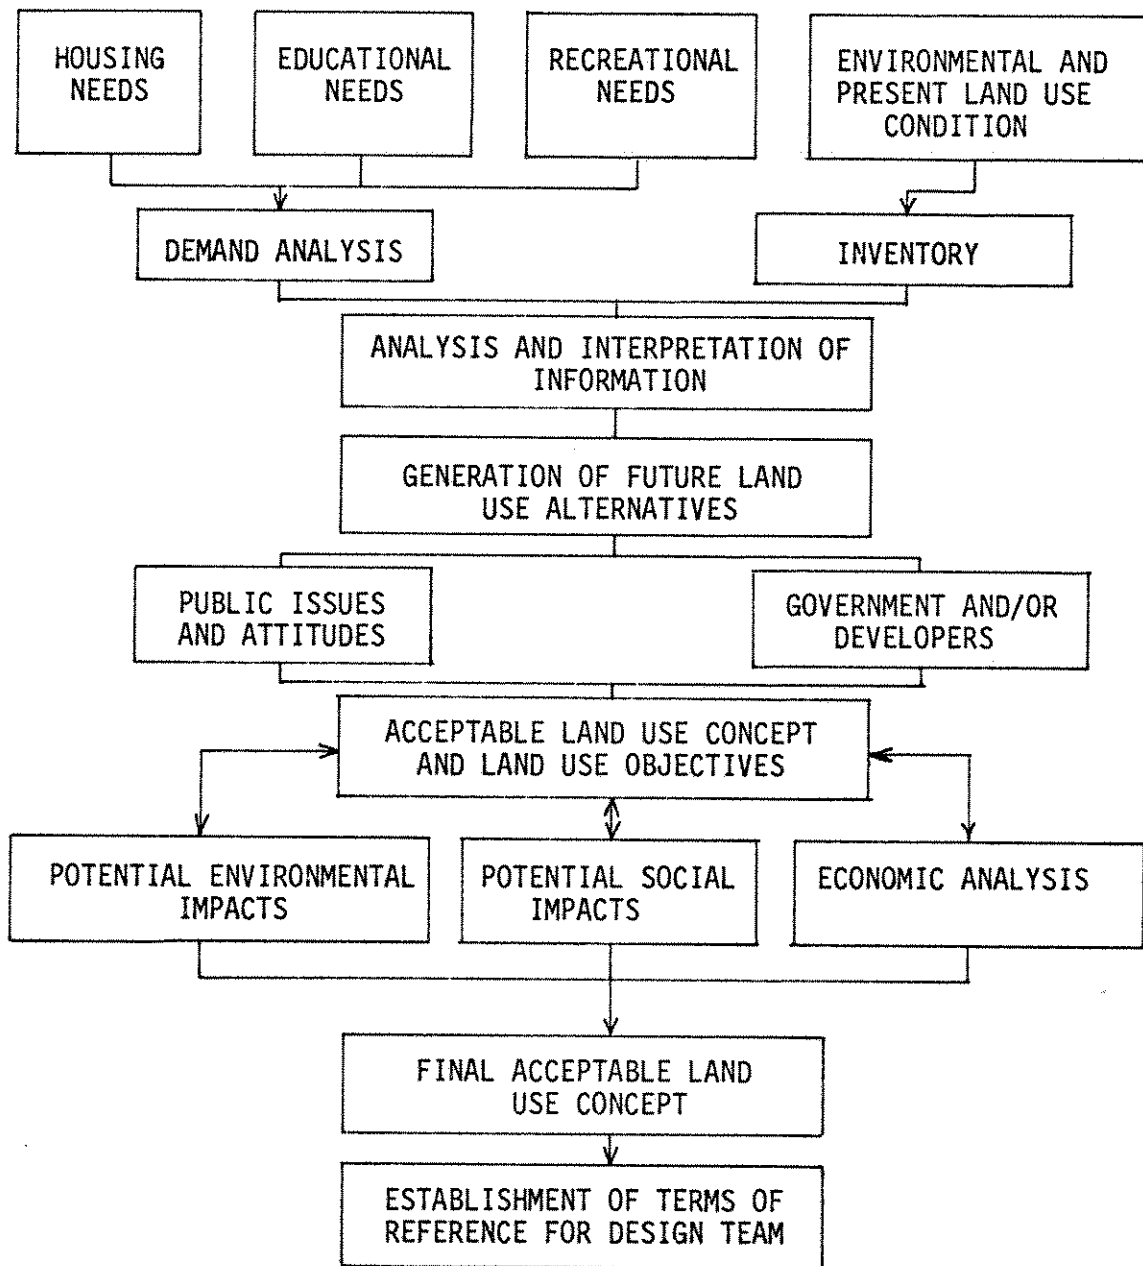 HOUSING
NEEDS
EDUCATIONAL
NEEDS
RECREATIONAL
NEEDS
ENVIRONMENTAL AND
PRESENT LAND USE
CONDITION
DEMAND ANALYSIS
INVENTORY
ANALYSIS AND INTERPRETATION OF
INFORMATION
GENERATION OF FUTURE LAND
USE ALTERNATIVES
PUBLIC ISSUES
AND ATTITUDES
GOVERNMENT AND/OR
DEVELOPERS
ACCEPTABLE LAND USE CONCEPT
AND LAND USE OBJECTIVES
POTENTIAL ENVIRONMENTAL
IMPACTS
POTENTIAL SOCIAL
IMPACTS
ECONOMIC ANALYSIS
FINAL ACCEPTABLE LAND
USE CONCEPT
ESTABLISHMENT OF TERMS OF
REFERENCE FOR DESIGN TEAM